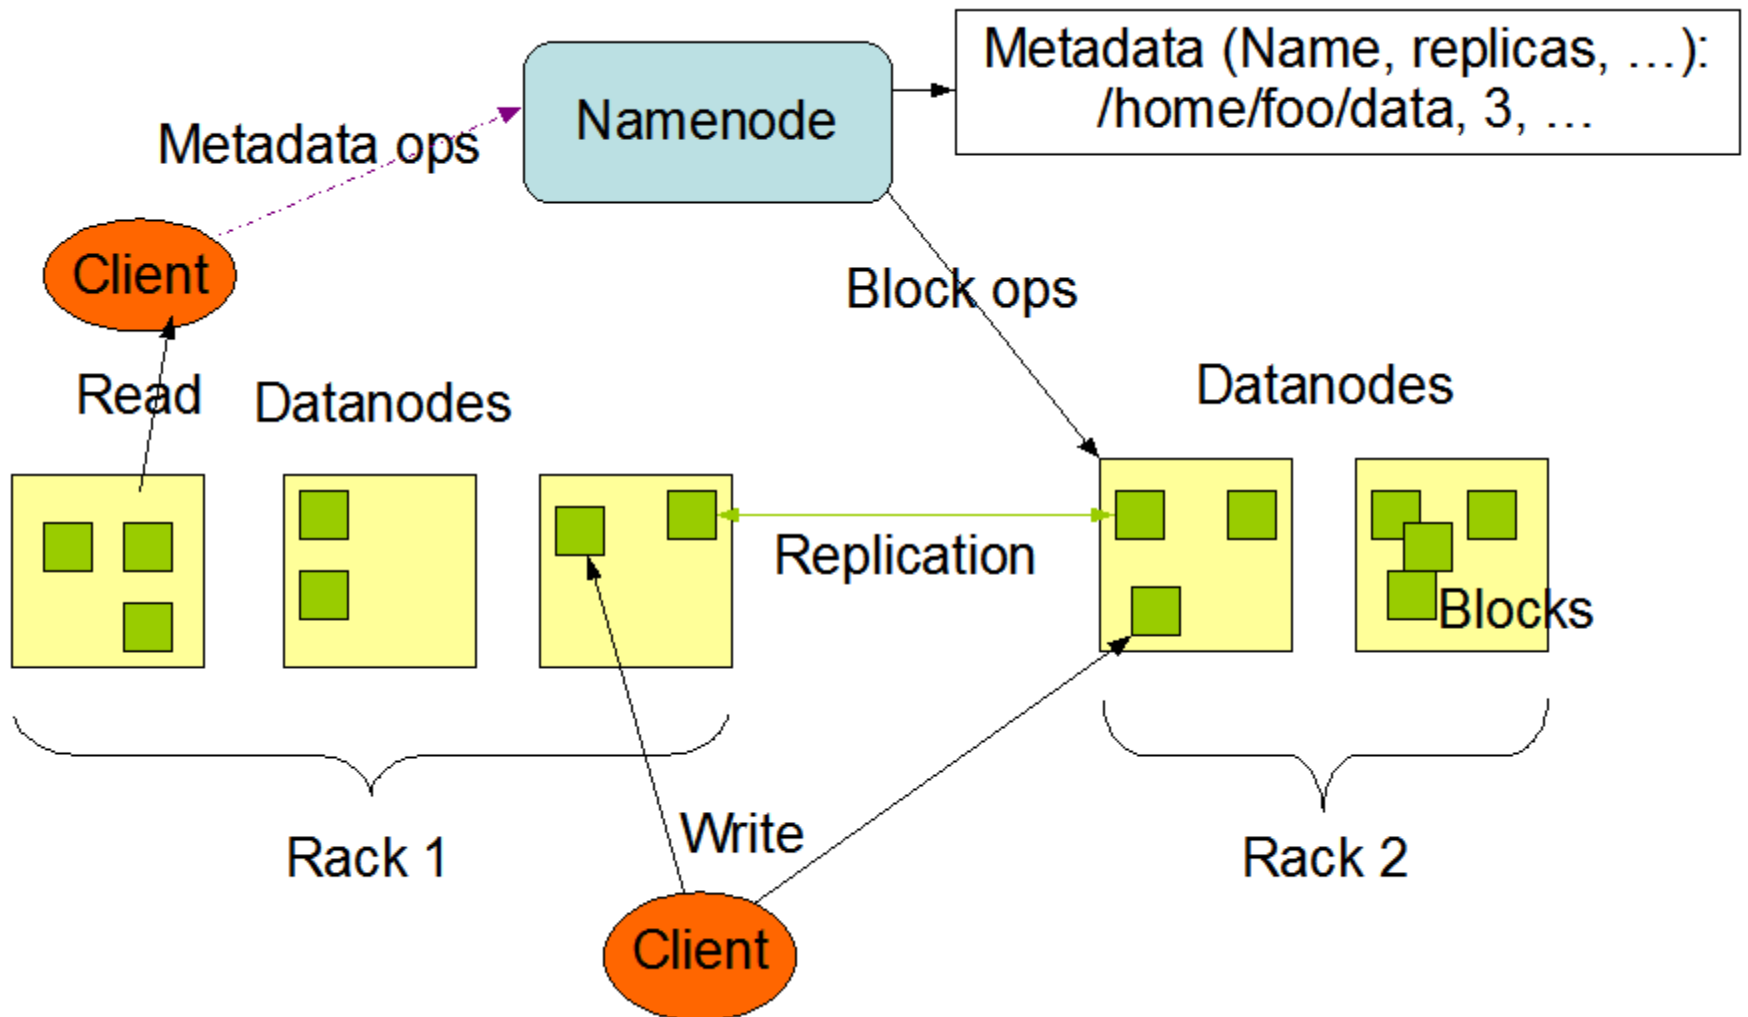 Metadata (Name, replicas, …):
/home/foo/data, 3, …
Namenode
Metadata ops
Client
Block ops
Read
Datanodes
Datanodes
Replication
Blocks
Rack 1
Write
Rack 2
Client